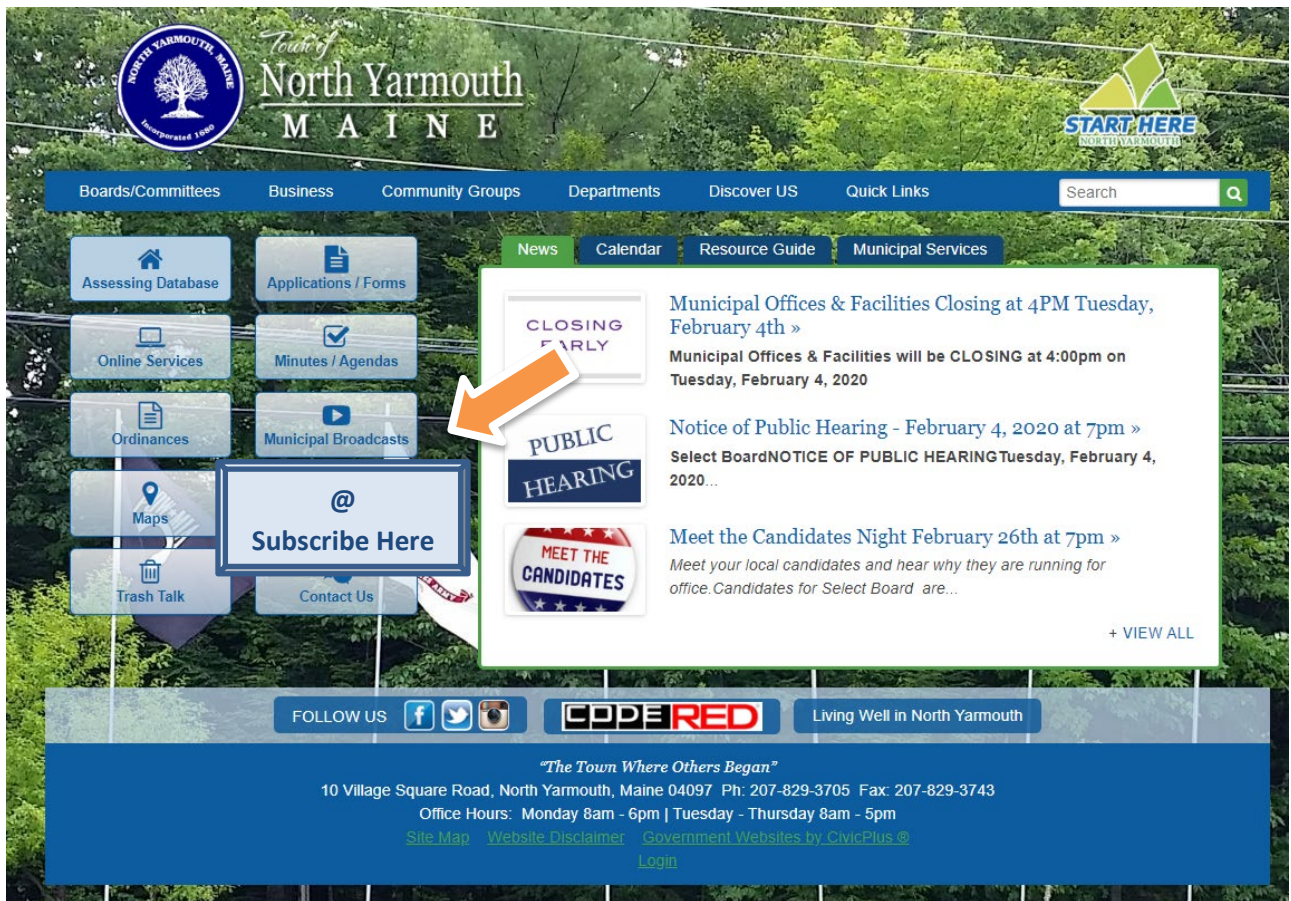 NORTH YARMOUTH, MAINE
Incorporated 1680
Town of
North Yarmouth
MAINE
START HERE
NORTH YARMOUTH
Boards/Committees Business Community Groups Departments Discover US Quick Links Search
Assessing Database
Applications / Forms
Online Services
Minutes / Agendas
Ordinances
Municipal Broadcasts
Maps
@
Subscribe Here
Trash Talk
Contact Us
News Calendar Resource Guide Municipal Services
CLOSING
EARLY
Municipal Offices & Facilities Closing at 4PM Tuesday,
February 4th »
Municipal Offices & Facilities will be CLOSING at 4:00pm on
Tuesday, February 4, 2020
PUBLIC
HEARING
Notice of Public Hearing - February 4, 2020 at 7pm »
Select BoardNOTICE OF PUBLIC HEARINGTuesday, February 4,
2020...
MEET THE
CANDIDATES
Meet the Candidates Night February 26th at 7pm »
Meet your local candidates and hear why they are running for
office.Candidates for Select Board are...
+ VIEW ALL
FOLLOW US f CODE RED Living Well in North Yarmouth
“The Town Where Others Began”
10 Village Square Road, North Yarmouth, Maine 04097 Ph: 207-829-3705 Fax: 207-829-3743
Office Hours: Monday 8am - 6pm | Tuesday - Thursday 8am - 5pm
Site Map Website Disclaimer Government Websites by CivicPlus ®
Login